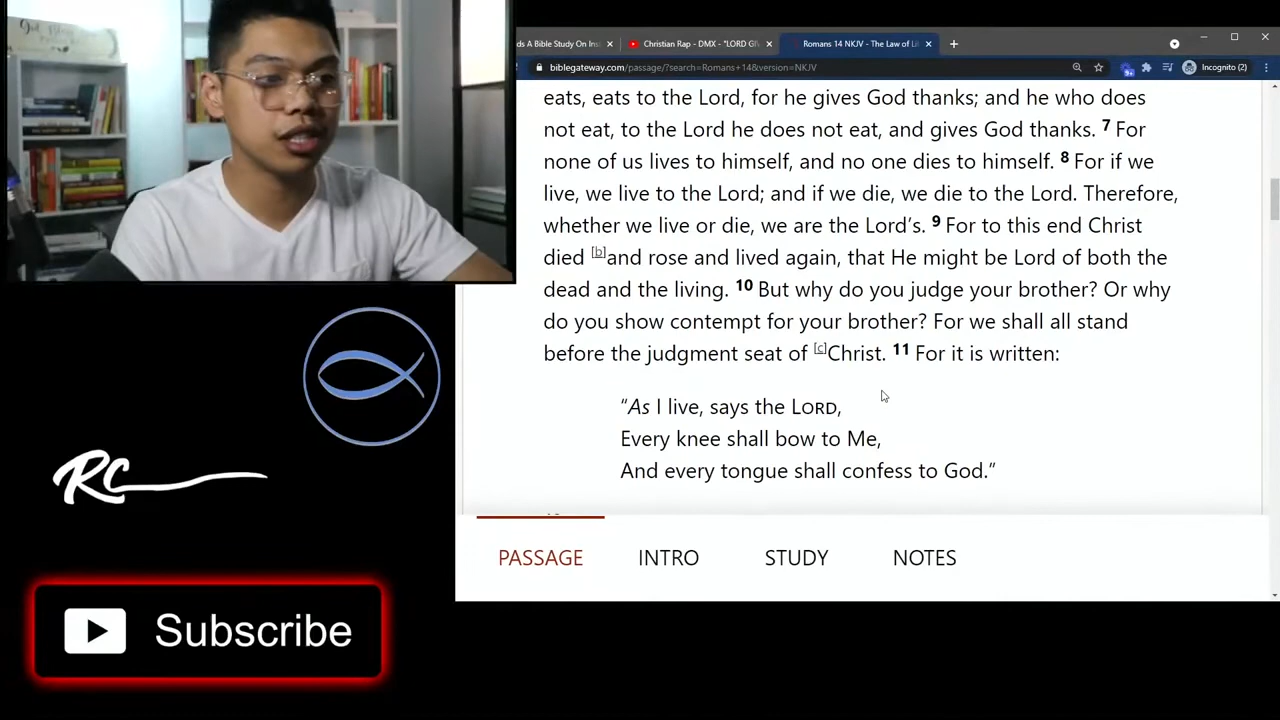 ds A Bible Study On Ins
Christian Rap - DMX - "LORD GIV
Romans 14 NKJV - The Law of Li
biblegateway.com/passage/?search=Romans+14&version=NKJV
Incognito (2)
eats, eats to the Lord, for he gives God thanks; and he who does
not eat, to the Lord he does not eat, and gives God thanks. 7 For
none of us lives to himself, and no one dies to himself. 8 For if we
live, we live to the Lord; and if we die, we die to the Lord. Therefore,
whether we live or die, we are the Lord’s. 9 For to this end Christ
died [b]and rose and lived again, that He might be Lord of both the
dead and the living. 10 But why do you judge your brother? Or why
do you show contempt for your brother? For we shall all stand
before the judgment seat of [c]Christ. 11 For it is written:
“As I live, says the LORD,
Every knee shall bow to Me,
And every tongue shall confess to God.”
PASSAGE INTRO STUDY NOTES
RC
Subscribe